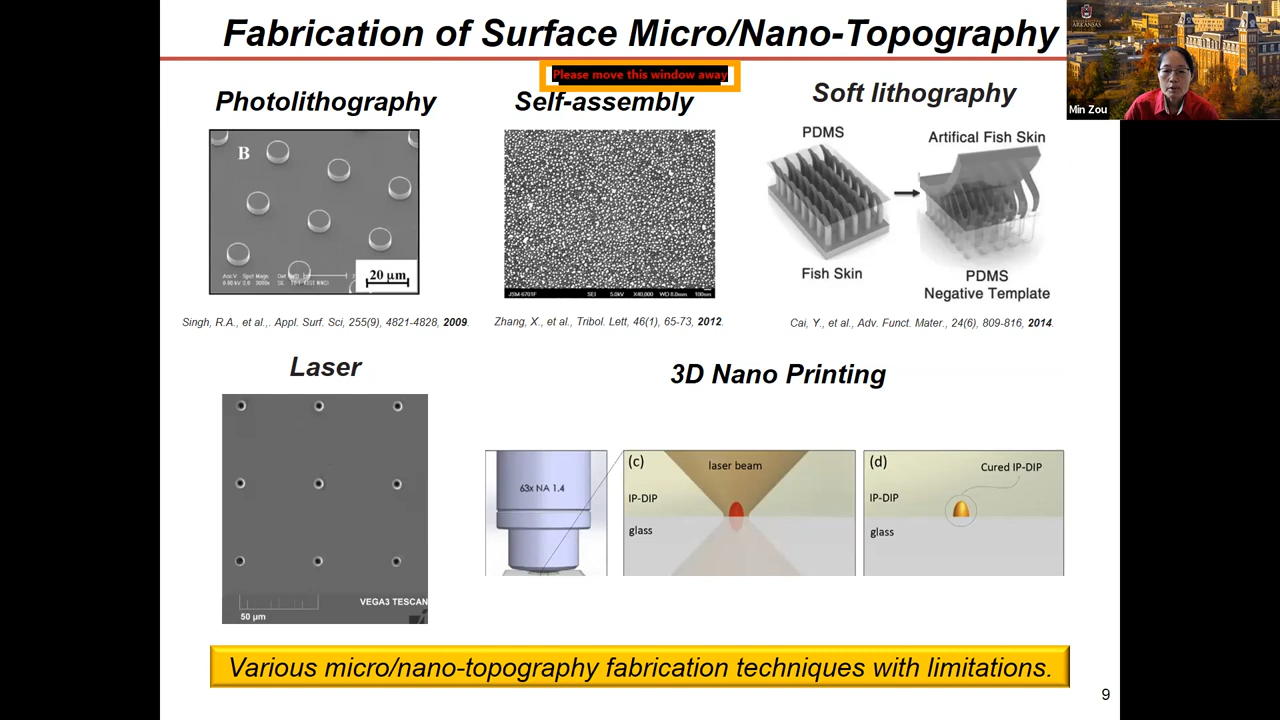 Fabrication of Surface Micro/Nano-Topography
ARKANSAS
Min Zou
Please move this window away
Photolithography
Self-assembly
Soft lithography
B
20 μm
PDMS
Artifical Fish Skin
Fish Skin
PDMS
Negative Template
Singh, R.A., et al.,. Appl. Surf. Sci, 255(9), 4821-4828, 2009.
Zhang, X., et al., Tribol. Lett, 46(1), 65-73, 2012.
Cai, Y., et al., Adv. Funct. Mater., 24(6), 809-816, 2014.
Laser
3D Nano Printing
50 μm
VEGA3 TESCAN
63x NA 1.4
(c)
laser beam
IP-DIP
glass
(d)
Cured IP-DIP
IP-DIP
glass
Various micro/nano-topography fabrication techniques with limitations.
9